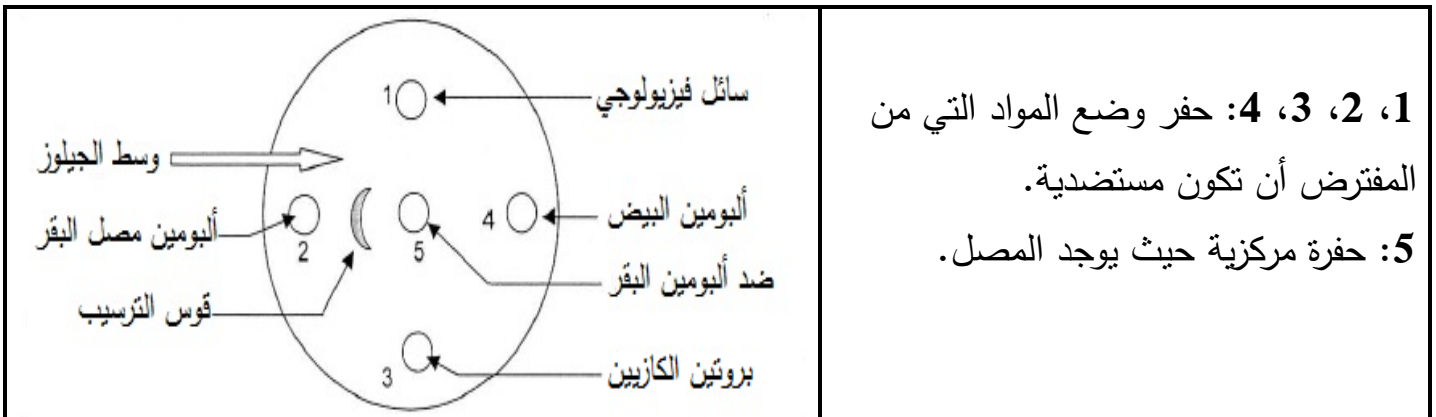 سائل فيزيولوجي
1
وسط الجيلوز
ألبومين البيض
4
ألبومين مصل البقر
2
5
ضد ألبومين البقر
قوس الترسيب
بروتين الكازيين
3
1، 2، 3، 4: حفر وضع المواد التي من
المفترض أن تكون مستضدية.
5: حفرة مركزية حيث يوجد المصل.